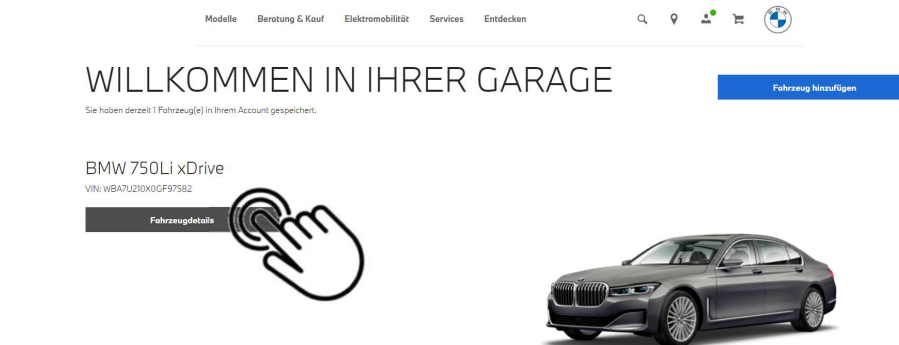 Modelle Beratung & Kauf Elektromobilität Services Entdecken
BMW
WILLKOMMEN IN IHRER GARAGE
Fahrzeug hinzufügen
Sie haben derzeit 1 Fahrzeug(e) in Ihrem Account gespeichert.
BMW 750Li xDrive
VIN: WBA7U210X0GF97582
Fahrzeugdetails